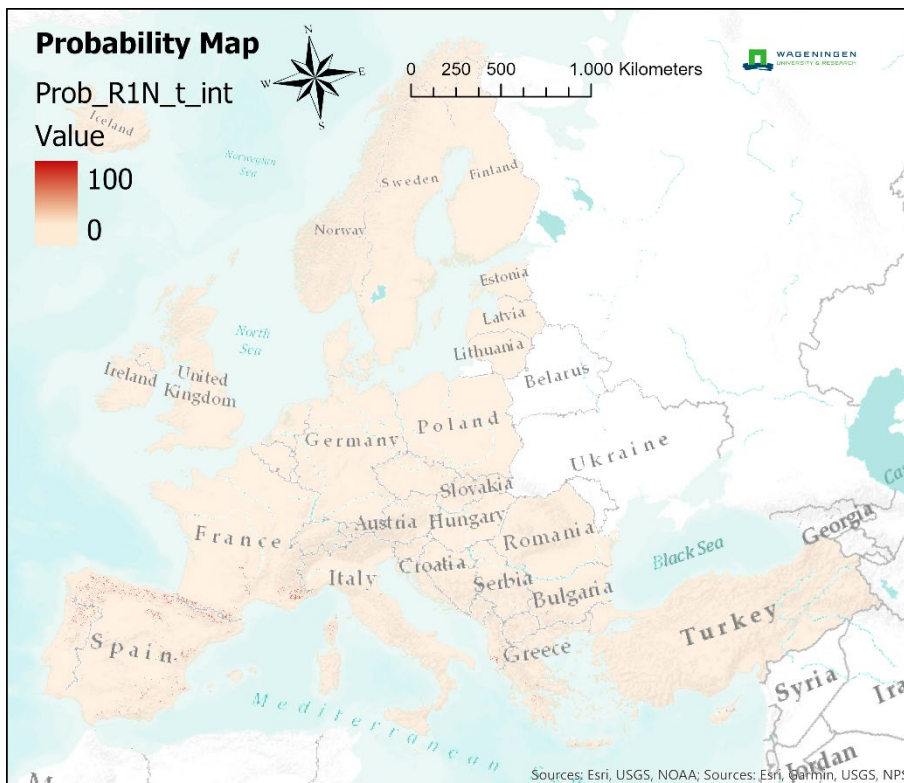 Probability Map
Prob_R1N_t_int
Value
100
0
N
W
E
S
0 250 500 1.000 Kilometers
WAGENINGEN
UNIVERSITY & RESEARCH
Iceland
Norwegian
Sea
Sweden
Finland
Norway
Estonia
Latvia
Lithuania
North
Sea
Ireland
United
Kingdom
Belarus
Poland
Germany
Ukraine
Slovakia
Austria
Hungary
France
Romania
Croatia
Italy
Serbia
Bulgaria
Black Sea
Georgia
Spain
Greece
Turkey
Syria
Mediterranean
Jordan
Sources: Esri, USGS, NOAA; Sources: Esri, Garmin, USGS, NPS